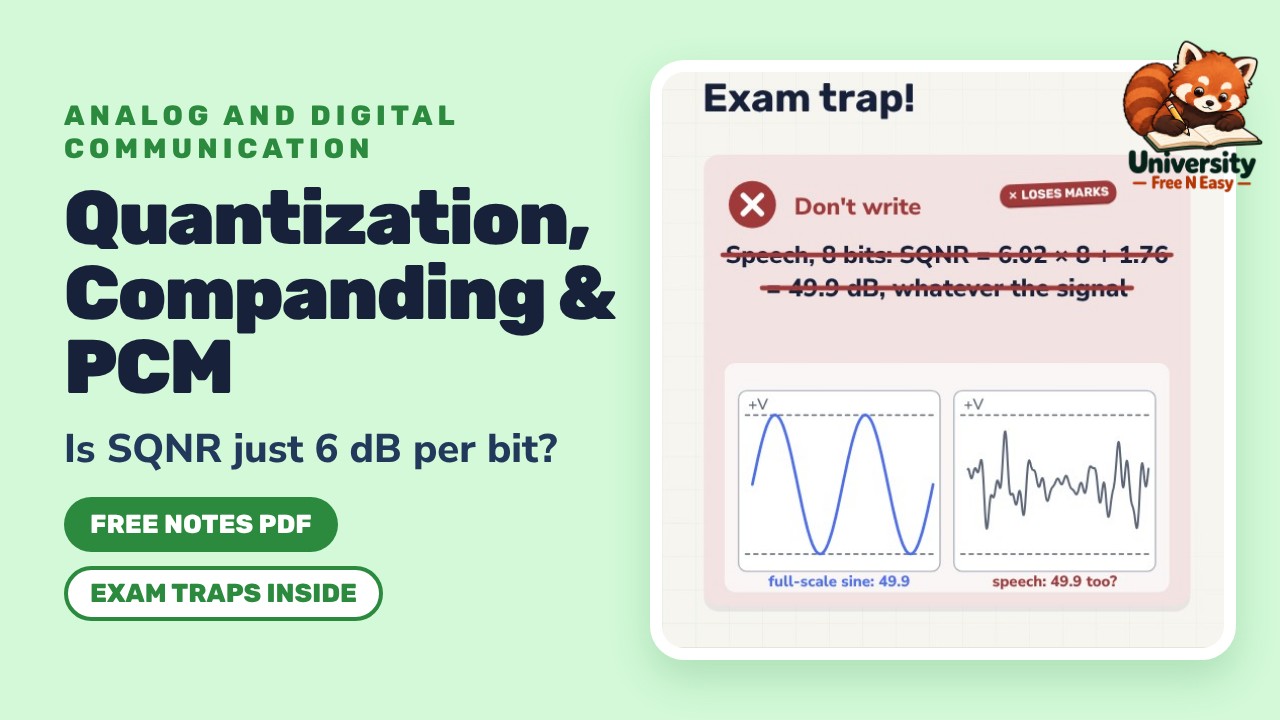 ANALOG AND DIGITAL
COMMUNICATION
Quantization,
Companding &
PCM
Is SQNR just 6 dB per bit?
FREE NOTES PDF
EXAM TRAPS INSIDE
Exam trap!
Don't write
× LOSES MARKS
Speech, 8 bits: SQNR = 6.02 × 8 + 1.76
= 49.9 dB, whatever the signal
+V
+V
full-scale sine: 49.9
speech: 49.9 too?
University
Free N Easy